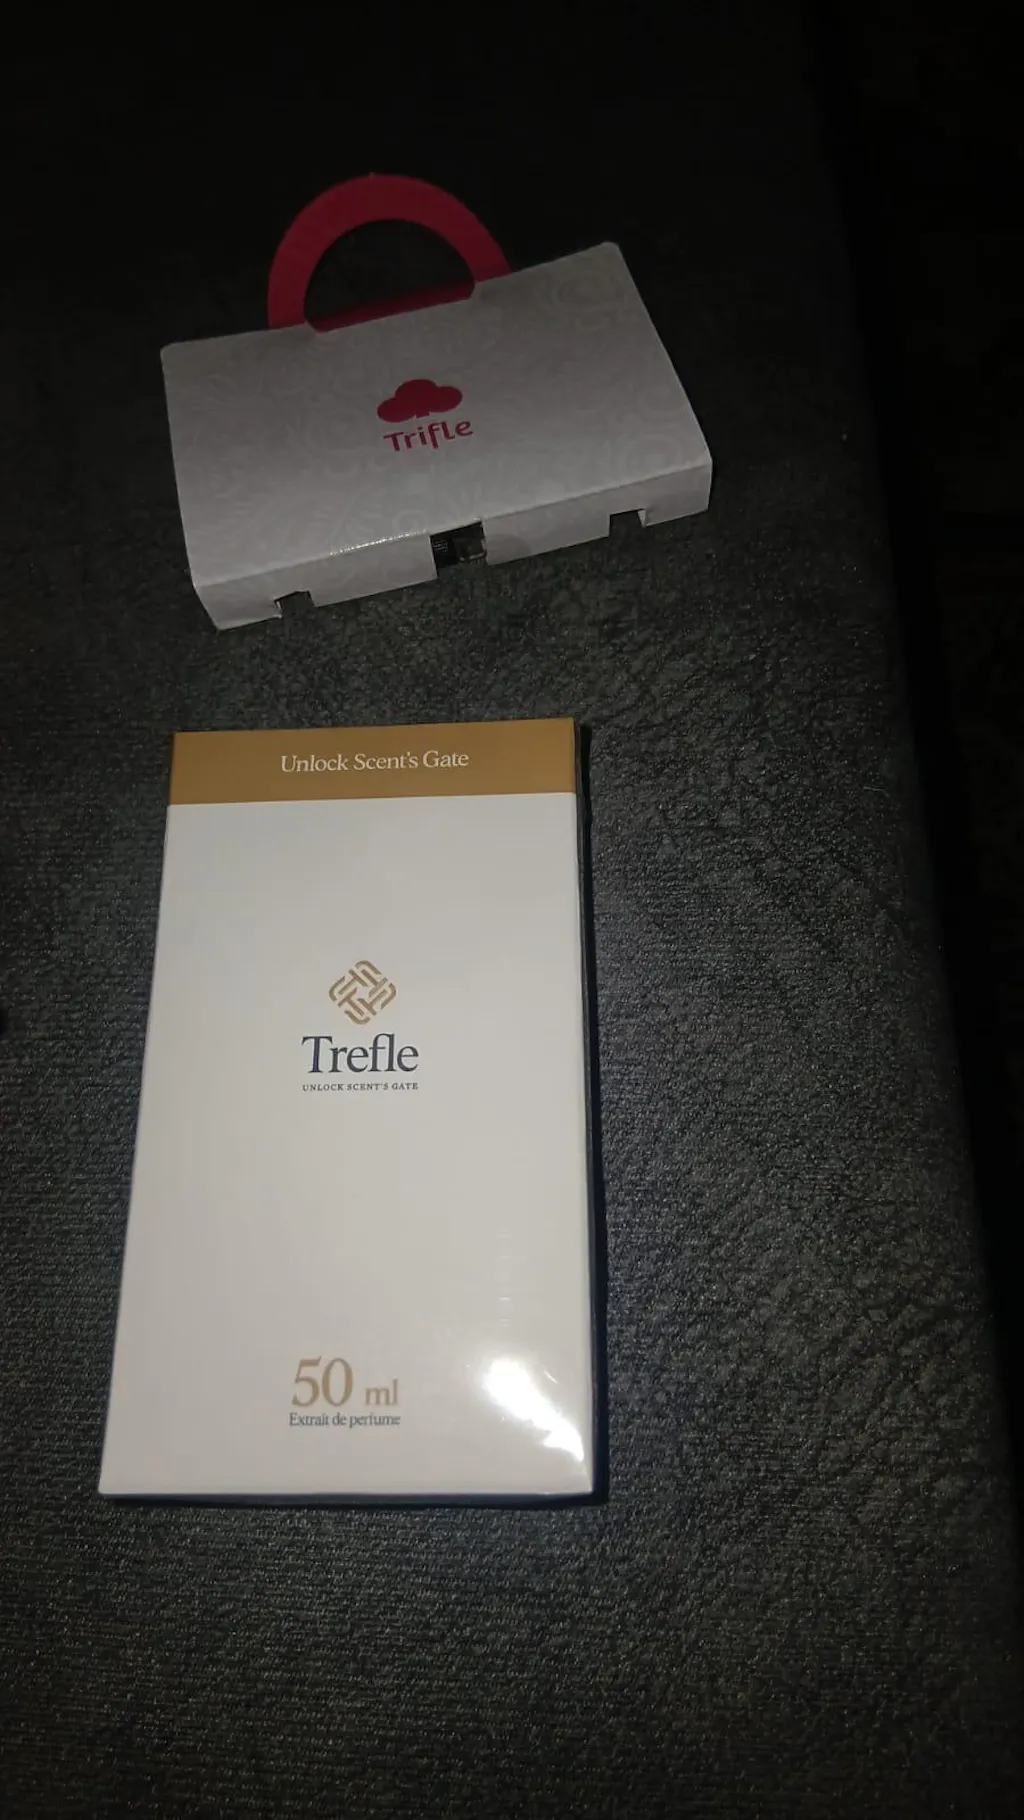 Trifle
Unlock Scent's Gate
Trefle
UNLOCK SCENT'S GATE
50 ml
Extrait de perfume